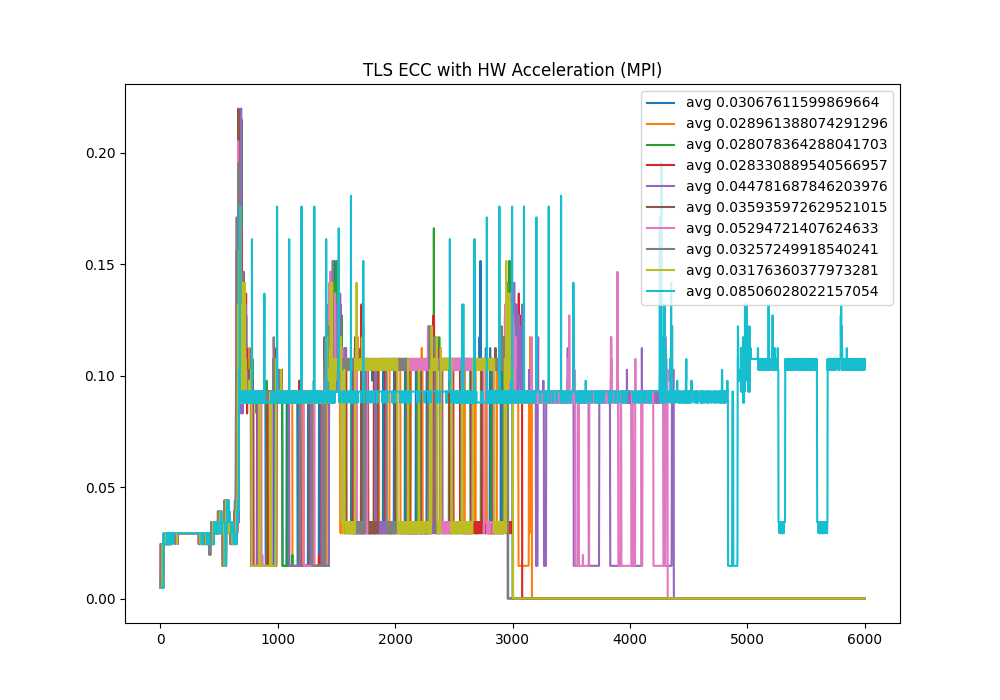 TLS ECC with HW Acceleration (MPI)
avg 0.03067611599869664
avg 0.028961388074291296
avg 0.028078364288041703
avg 0.028330889540566957
avg 0.044781687846203976
avg 0.035935972629521015
avg 0.05294721407624633
avg 0.03257249918540241
avg 0.03176360377973281
avg 0.08506028022157054
0.20
0.15
0.10
0.05
0.00
0 1000 2000 3000 4000 5000 6000